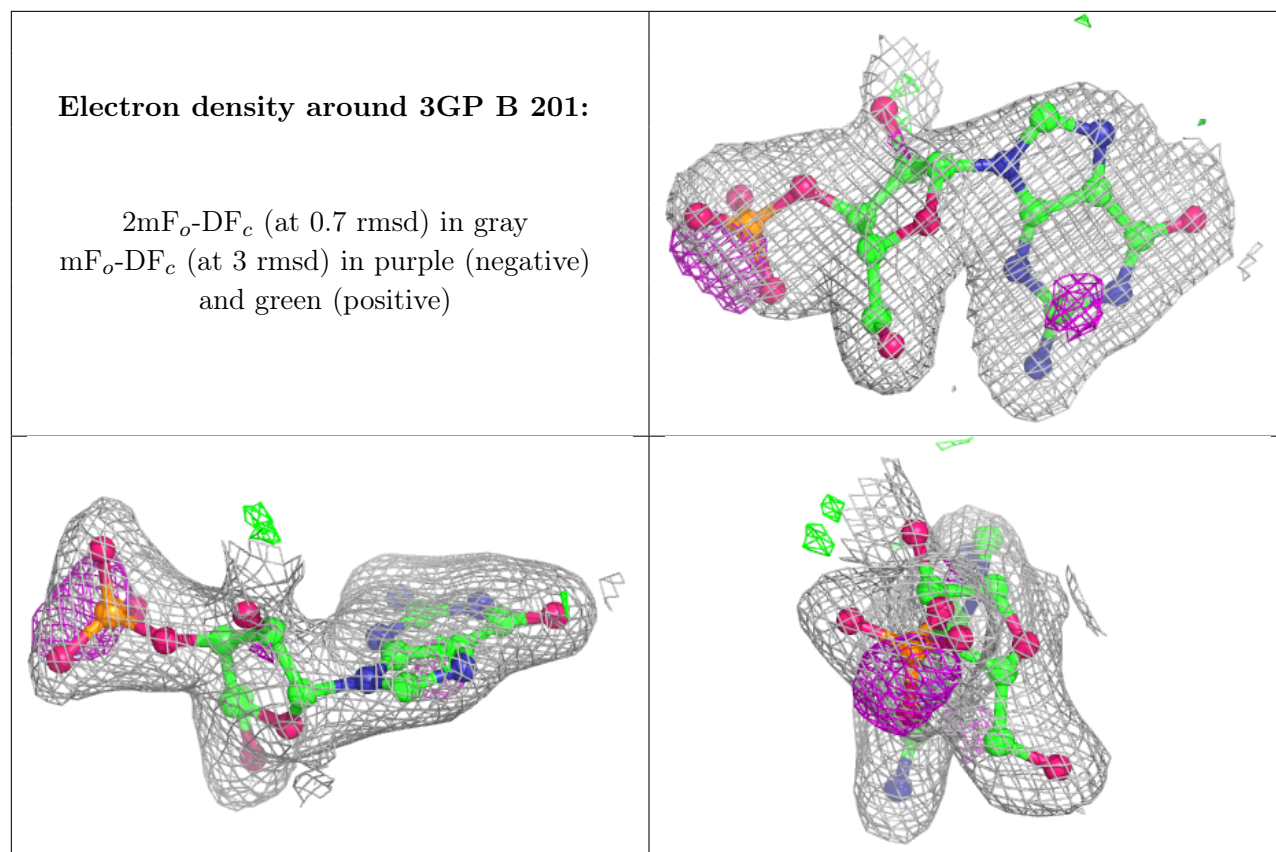 Electron density around 3GP B 201:
2mFo-DFc (at 0.7 rmsd) in gray
mFo-DFc (at 3 rmsd) in purple (negative)
and green (positive)